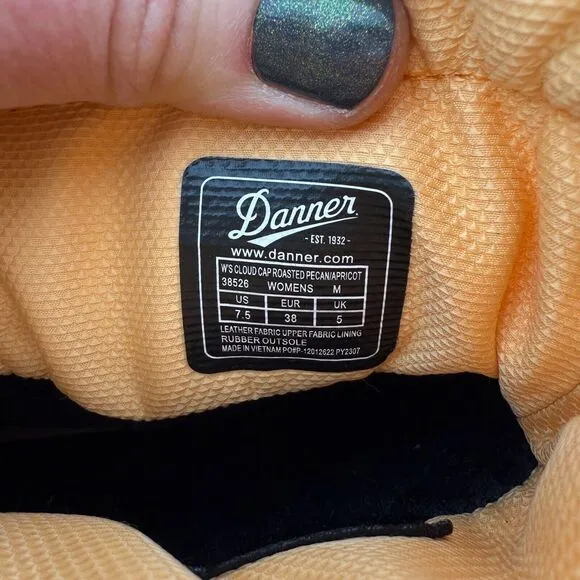 Danner
- EST. 1932 -
www.danner.com
W'S CLOUD CAP ROASTED PECAN/APRICOT
38526 WOMENS M
US EUR UK
7.5 38 5
LEATHER FABRIC UPPER FABRIC LINING
RUBBER OUTSOLE
MADE IN VIETNAM PO#P-12012622 PY2307